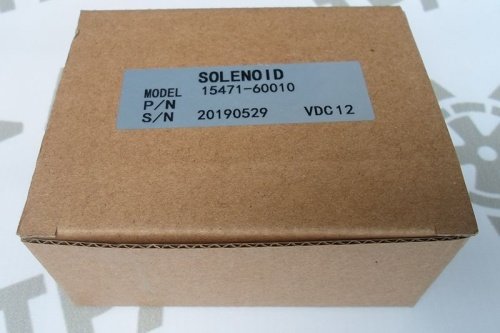 SOLENOID
MODEL 15471-60010
P/N
S/N 20190529 VDC12